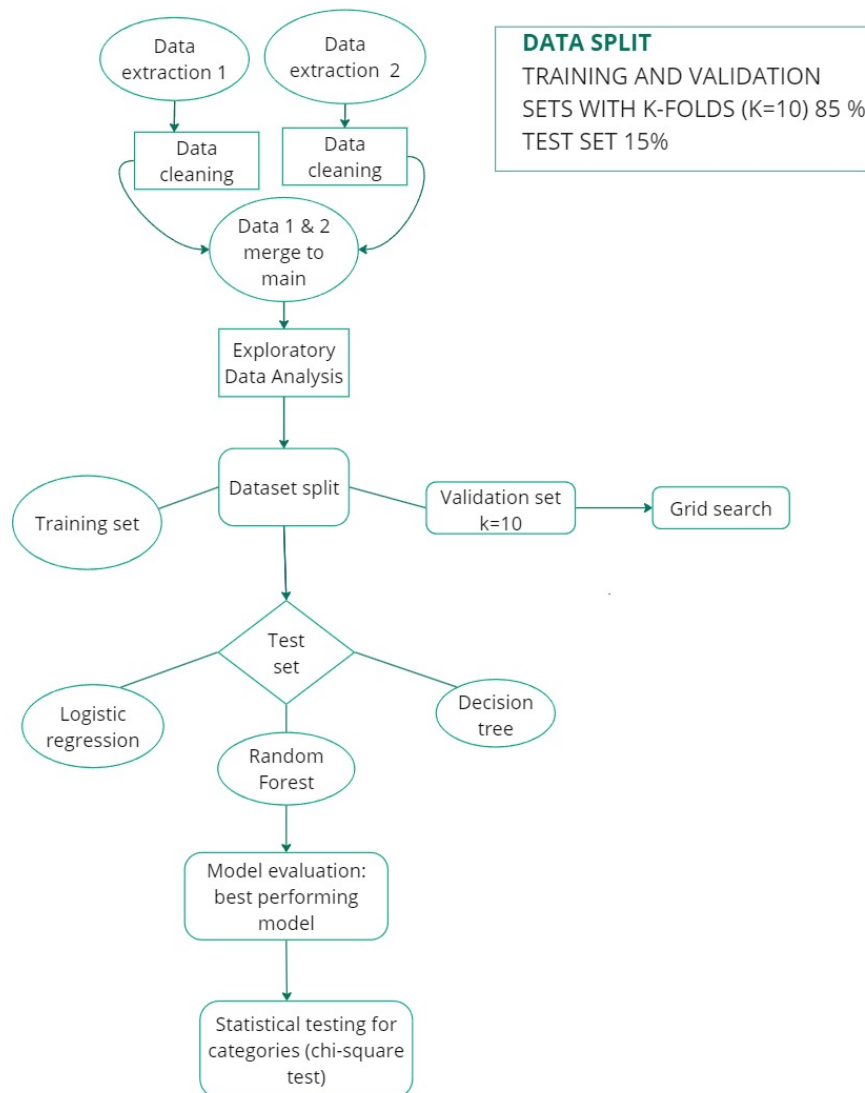 Data
extraction 1
Data
extraction  2
DATA SPLIT
TRAINING AND VALIDATION
SETS WITH K-FOLDS (K=10) 85 %
TEST SET 15%
Data
cleaning
Data
cleaning
Data 1 & 2
merge to
main
Exploratory
Data Analysis
Dataset split
Training set
Validation set
k=10
Grid search
Test
set
Logistic
regression
Random
Forest
Decision
tree
Model evaluation:
best performing
model
Statistical testing for
categories (chi-square
test)